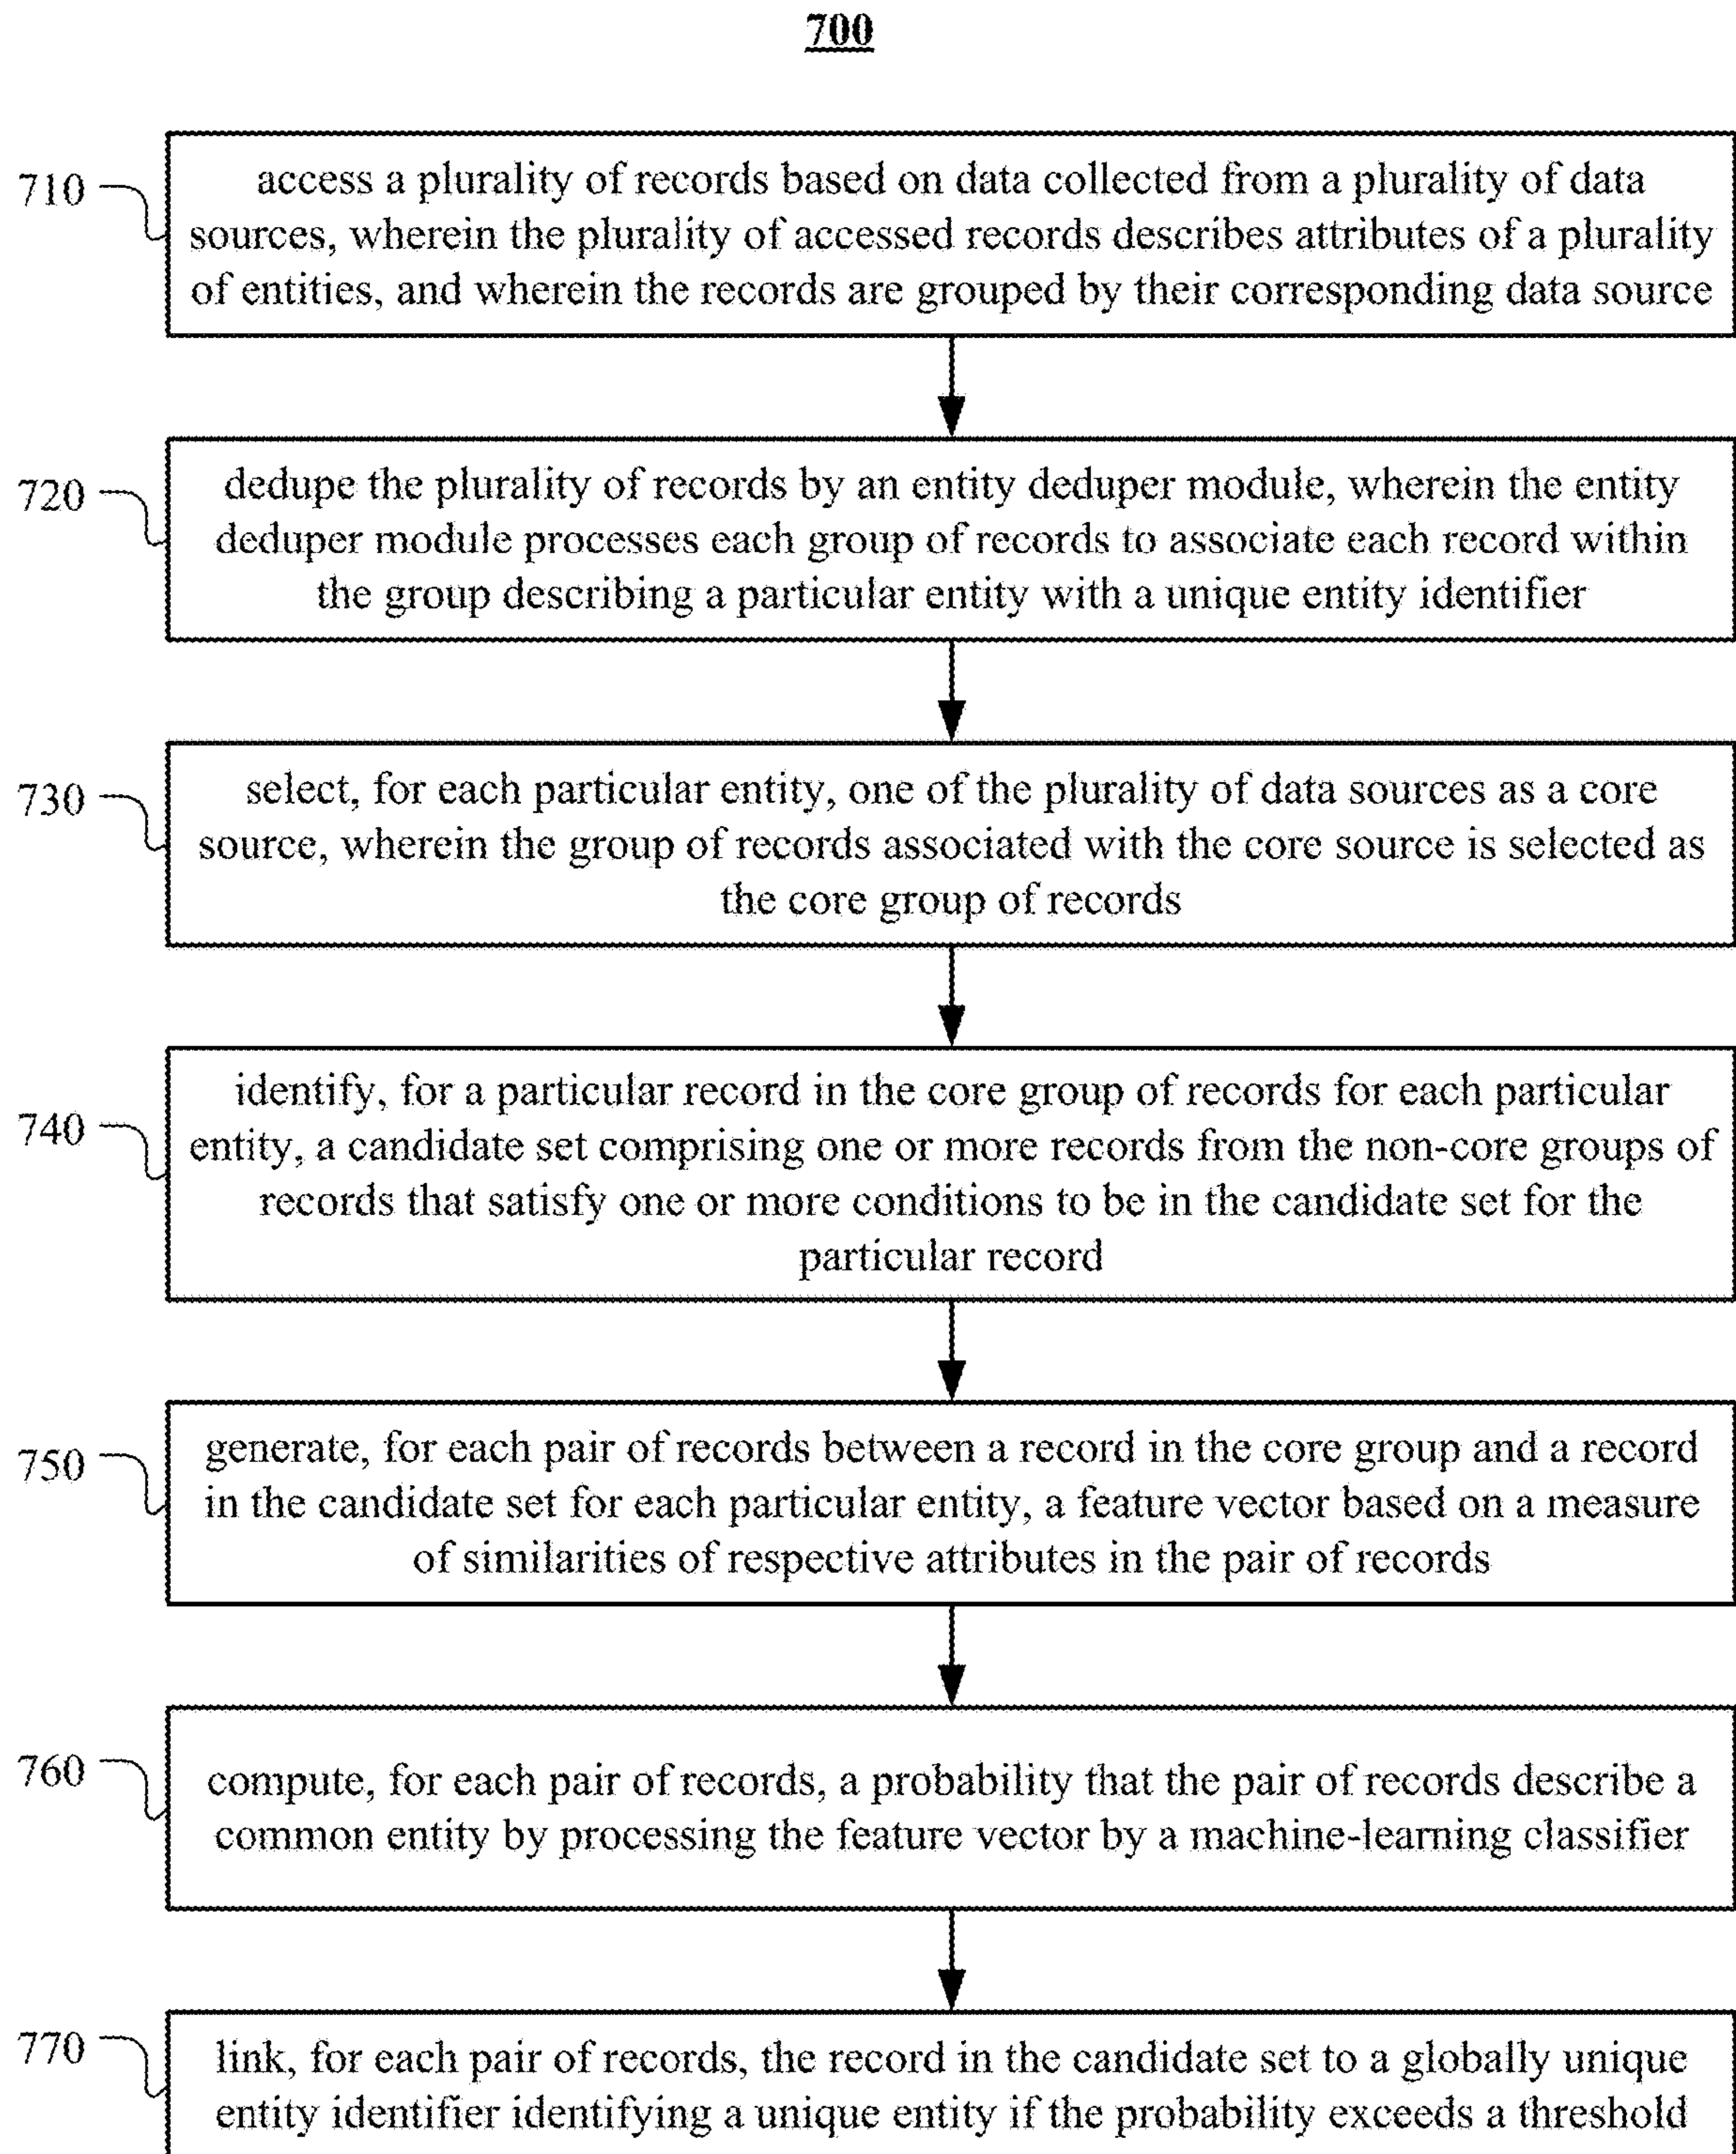 700
710
access a plurality of records based on data collected from a plurality of data
sources, wherein the plurality of accessed records describes attributes of a plurality
of entities, and wherein the records are grouped by their corresponding data source
720
dedupe the plurality of records by an entity deduper module, wherein the entity
deduper module processes each group of records to associate each record within
the group describing a particular entity with a unique entity identifier
730
select, for each particular entity, one of the plurality of data sources as a core
source, wherein the group of records associated with the core source is selected as
the core group of records
740
identify, for a particular record in the core group of records for each particular
entity, a candidate set comprising one or more records from the non-core groups of
records that satisfy one or more conditions to be in the candidate set for the
particular record
750
generate, for each pair of records between a record in the core group and a record
in the candidate set for each particular entity, a feature vector based on a measure
of similarities of respective attributes in the pair of records
760
compute, for each pair of records, a probability that the pair of records describe a
common entity by processing the feature vector by a machine-learning classifier
770
link, for each pair of records, the record in the candidate set to a globally unique
entity identifier identifying a unique entity if the probability exceeds a threshold